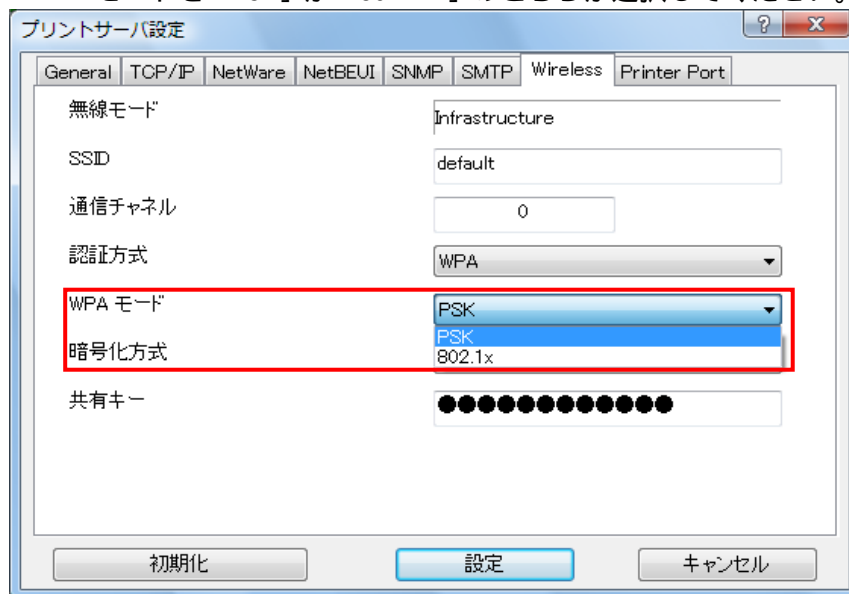 プリントサーバ設定
General TCP/IP NetWare NetBEUI SNMP SMTP Wireless Printer Port
無線モード Infrastructure
SSID default
通信チャネル 0
認証方式 WPA
WPA モード PSK
PSK
暗号化方式 802.1x
共有キー ●●●●●●●●●●●●
初期化 設定 キャンセル